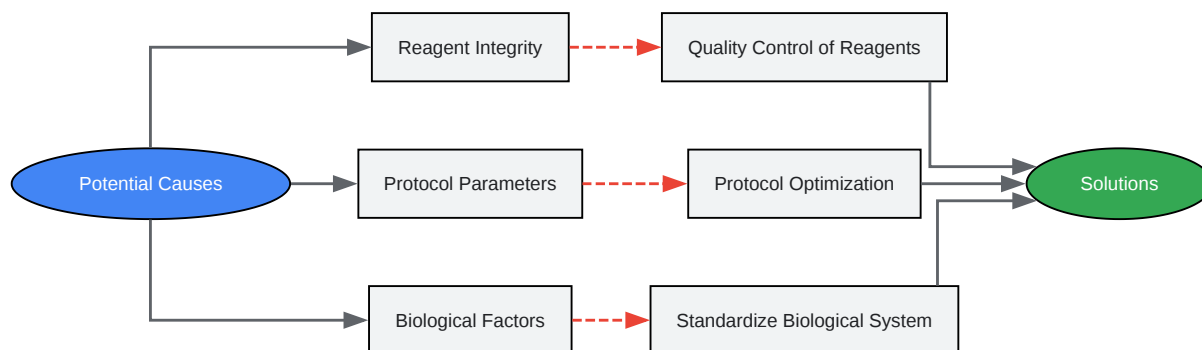 Reagent Integrity
Quality Control of Reagents
Potential Causes
Protocol Parameters
Protocol Optimization
Solutions
Biological Factors
Standardize Biological System